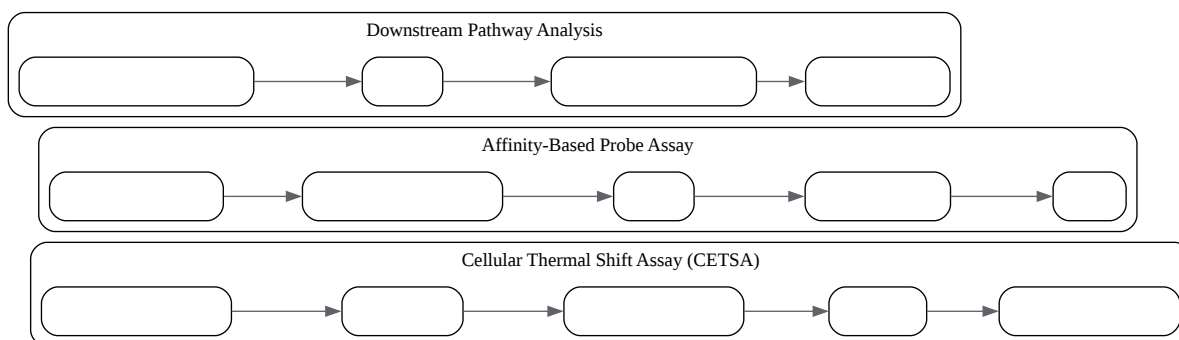 Downstream Pathway Analysis
Affinity-Based Probe Assay
Cellular Thermal Shift Assay (CETSA)